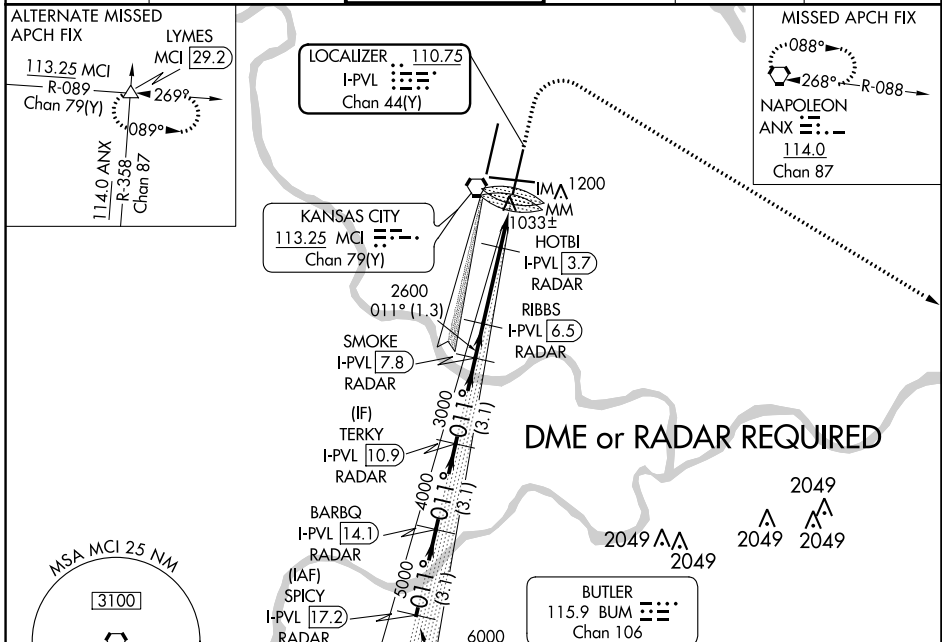 ALTERNATE MISSED
APCH FIX
LYMES
MCI 29.2
113.25 MCI
R-089
Chan 79(Y)
269°
089°
114.0 ANX
R-358
Chan 87
LOCALIZER 110.75
I-PVL
Chan 44(Y)
MISSED APCH FIX
088°
268°
R-088
NAPOLEON
ANX
114.0
Chan 87
KANSAS CITY
113.25 MCI
Chan 79(Y)
IM
1200
MM
1033±
HOTBI
I-PVL 3.7
RADAR
2600
011° (1.3)
RIBBS
I-PVL 6.5
RADAR
SMOKE
I-PVL 7.8
RADAR
3000
011°
(3.1)
(IF)
TERKY
I-PVL 10.9
RADAR
DME or RADAR REQUIRED
4000
011°
(3.1)
BARBQ
I-PVL 14.1
RADAR
2049
2049
2049
2049
2049
5000
011°
(3.1)
(IAF)
SPICY
I-PVL 17.2
RADAR
MSA MCI 25 NM
3100
6000
BUTLER
115.9 BUM
Chan 106